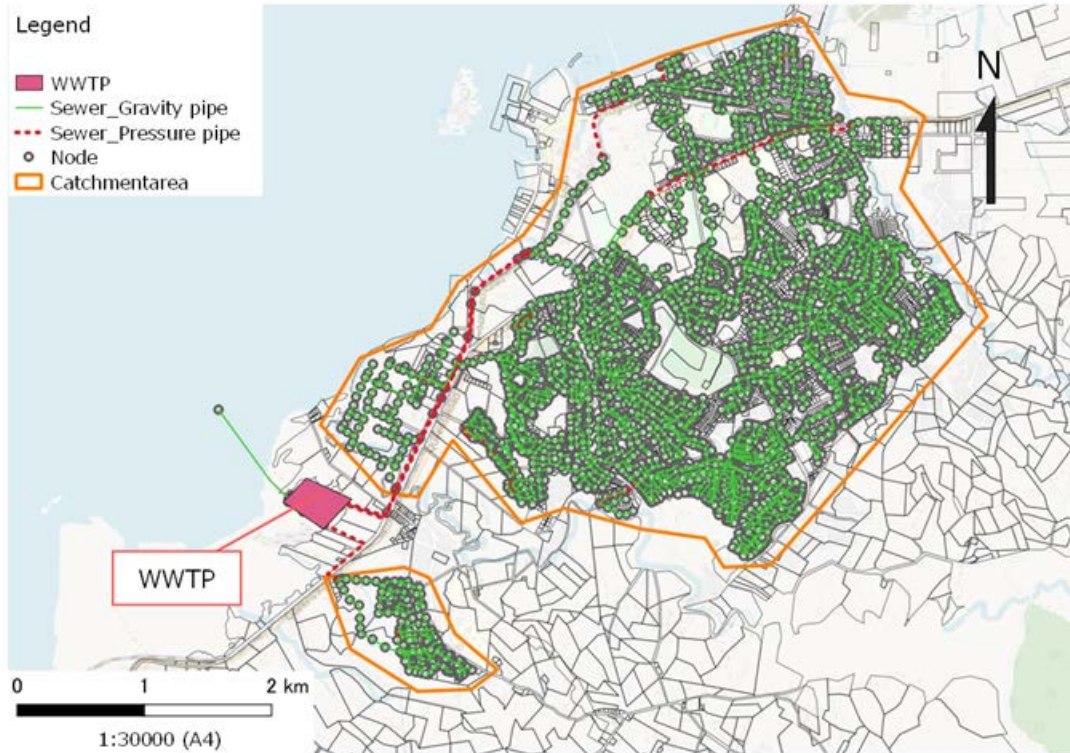 Legend
WWTP
Sewer_Gravity pipe
Sewer_Pressure pipe
Node
Catchmentarea
N
WWTP
0 1 2 km
1:30000 (A4)